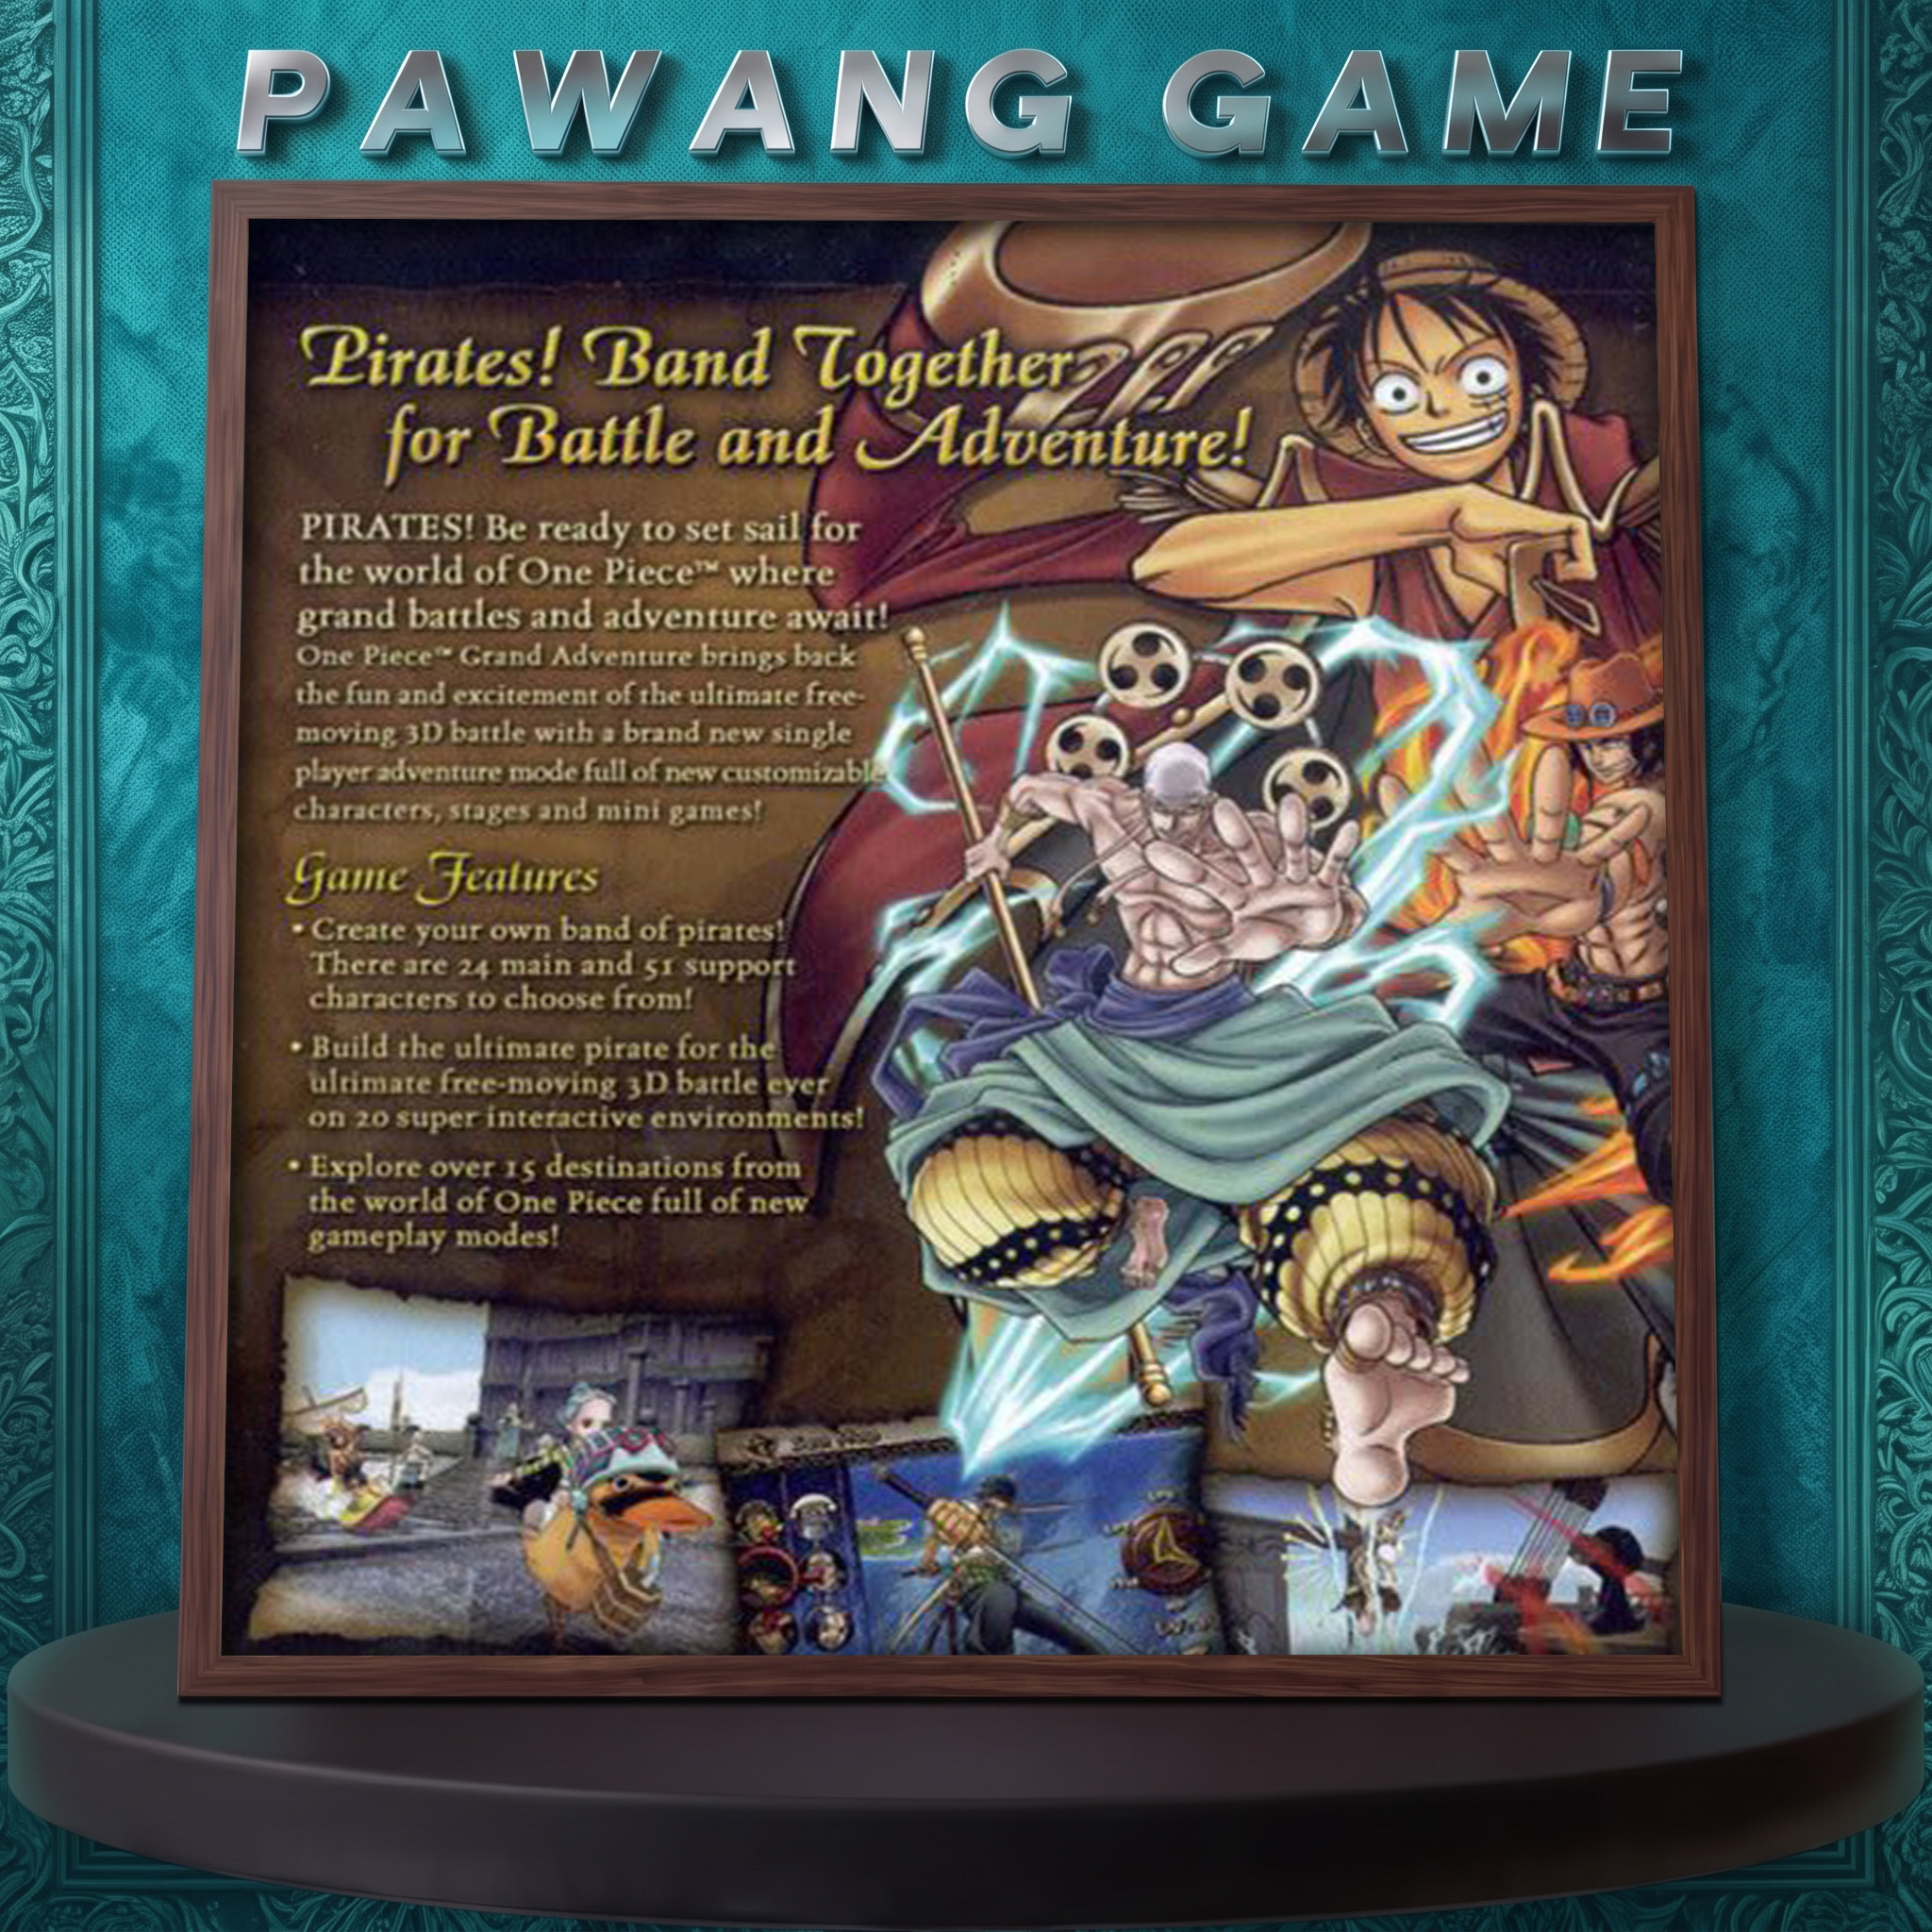 PAWANG GAME
Pirates! Band Together
for Battle and Adventure!
PIRATES! Be ready to set sail for
the world of One Piece™ where
grand battles and adventure await!
One Piece™ Grand Adventure brings back
the fun and excitement of the ultimate free-
moving 3D battle with a brand new single
player adventure mode full of new customizable
characters, stages and mini games!
Game Features
• Create your own band of pirates!
There are 24 main and 51 support
characters to choose from!
• Build the ultimate pirate for the
ultimate free-moving 3D battle ever
on 20 super interactive environments!
• Explore over 15 destinations from
the world of One Piece full of new
gameplay modes!